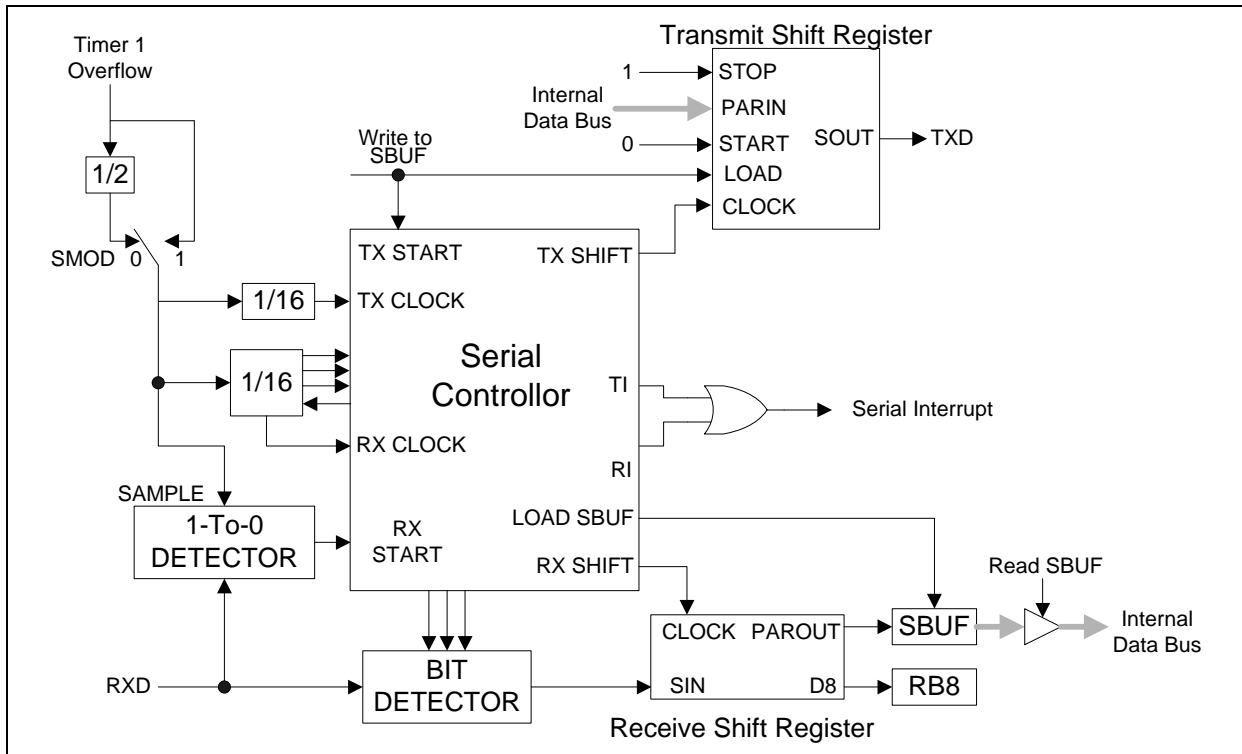 Timer 1
Overflow
1/2
SMOD 0 1
1/16
1/16
SAMPLE
1-To-0
DETECTOR
RXD
Write to
SBUF
TX START
TX CLOCK
RX CLOCK
RX
START
Serial
Controllor
TX SHIFT
TI
RI
LOAD SBUF
RX SHIFT
BIT
DETECTOR
Transmit Shift Register
1
Internal
Data Bus
0
STOP
PARIN
START
LOAD
CLOCK
SOUT
TXD
Serial Interrupt
CLOCK PAROUT
SIN D8
Receive Shift Register
SBUF
RB8
Read SBUF
Internal
Data Bus